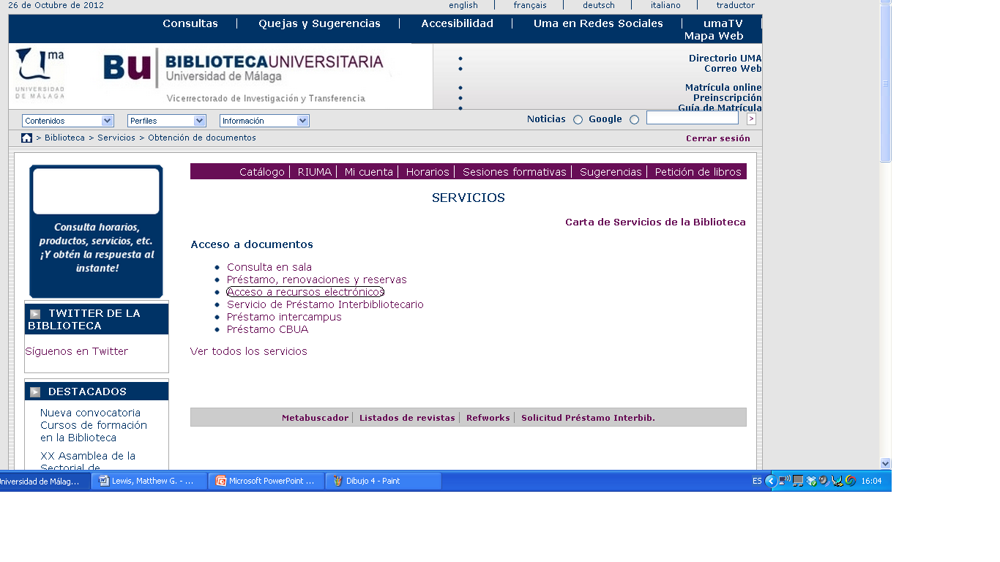 26 de Octubre de 2012
english
français
deutsch
italiano
traductor
Consultas
Quejas y Sugerencias
Accesibilidad
Uma en Redes Sociales
umaTV
Mapa Web
uma
UNIVERSIDAD
DE MÁLAGA
Bu
BIBLIOTECAUNIVERSITARIA
Universidad de Málaga
Vicerrectorado de Investigación y Transferencia
Directorio UMA
Correo Web
Matrícula online
Preinscripción
Guía de Matrícula
Contenidos
Perfiles
Información
Noticias
Google
>
> Biblioteca > Servicios > Obtención de documentos
Cerrar sesión
Consulta horarios,
productos, servicios, etc.
¡Y obtén la respuesta al
instante!
TWITTER DE LA
BIBLIOTECA
Síguenos en Twitter
DESTACADOS
Nueva convocatoria
Cursos de formación
en la Biblioteca
XX Asamblea de la
Sectorial de
Catálogo | RIUMA | Mi cuenta | Horarios | Sesiones formativas | Sugerencias | Petición de libros
SERVICIOS
Carta de Servicios de la Biblioteca
Acceso a documentos
Consulta en sala
Préstamo, renovaciones y reservas
Acceso a recursos electrónicos
Servicio de Préstamo Interbibliotecario
Préstamo intercampus
Préstamo CBUA
Ver todos los servicios
Metabuscador | Listados de revistas | Refworks | Solicitud Préstamo Interbib.
niversidad de Málag...
Lewis, Matthew G. - ...
Microsoft PowerPoint ...
Dibujo 4 - Paint
ES
16:04